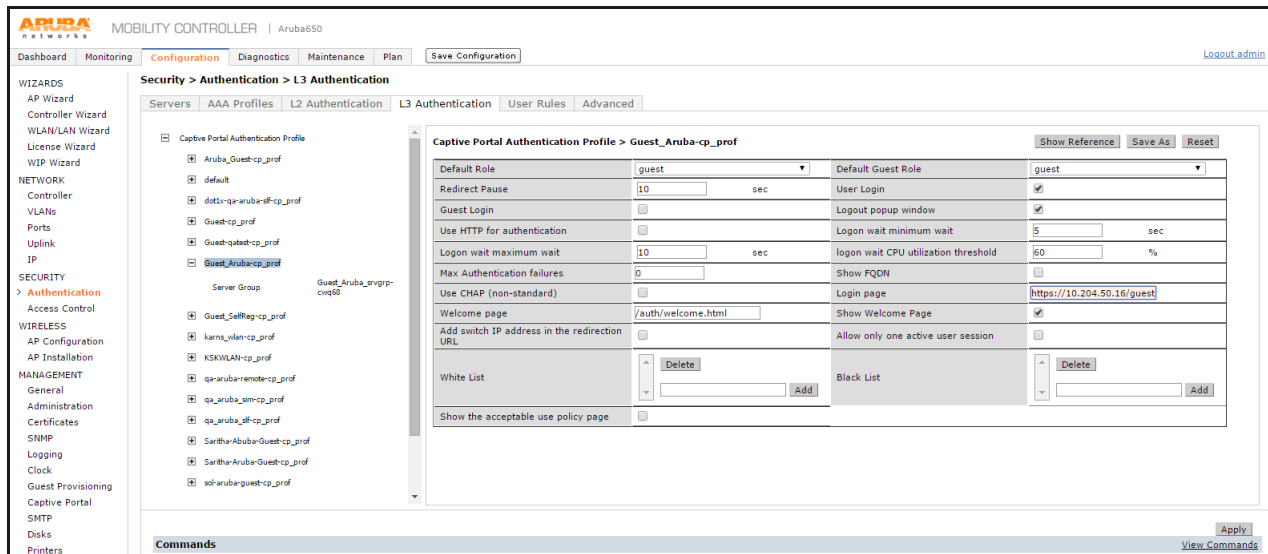 ARUBA networks MOBILITY CONTROLLER | Aruba650
Dashboard Monitoring Configuration Diagnostics Maintenance Plan Save Configuration Logout admin
WIZARDS
AP Wizard
Controller Wizard
WLAN/LAN Wizard
License Wizard
WIP Wizard
NETWORK
Controller
VLANs
Ports
Uplink
IP
SECURITY
> Authentication
Access Control
WIRELESS
AP Configuration
AP Installation
MANAGEMENT
General
Administration
Certificates
SNMP
Logging
Clock
Guest Provisioning
Captive Portal
SMTP
Disks
Printers
Security > Authentication > L3 Authentication
Servers AAA Profiles L2 Authentication L3 Authentication User Rules Advanced
Captive Portal Authentication Profile
Aruba_Guest-cp_prof
default
dot1x-qa-aruba-slf-cp_prof
Guest-cp_prof
Guest-qatest-cp_prof
Guest_Aruba-cp_prof
Server Group Guest_Aruba_srvgrp-
cwq68
Guest_SelfReg-cp_prof
karns_wlan-cp_prof
KSKWLAN-cp_prof
qa-aruba-remote-cp_prof
qa_aruba_sim-cp_prof
qa_aruba_slf-cp_prof
Saritha-Abuba-Guest-cp_prof
Saritha-Aruba-Guest-cp_prof
sol-aruba-guest-cp_prof
Captive Portal Authentication Profile > Guest_Aruba-cp_prof Show Reference Save As Reset
Default Role guest Default Guest Role guest
Redirect Pause 10 sec User Login
Guest Login Logout popup window
Use HTTP for authentication Logon wait minimum wait 5 sec
Logon wait maximum wait 10 sec logon wait CPU utilization threshold 60 %
Max Authentication failures 0 Show FQDN
Use CHAP (non-standard) Login page https://10.204.50.16/guest
Welcome page /auth/welcome.html Show Welcome Page
Add switch IP address in the redirection
URL Allow only one active user session
White List Delete Add Black List Delete Add
Show the acceptable use policy page
Apply
Commands View Commands